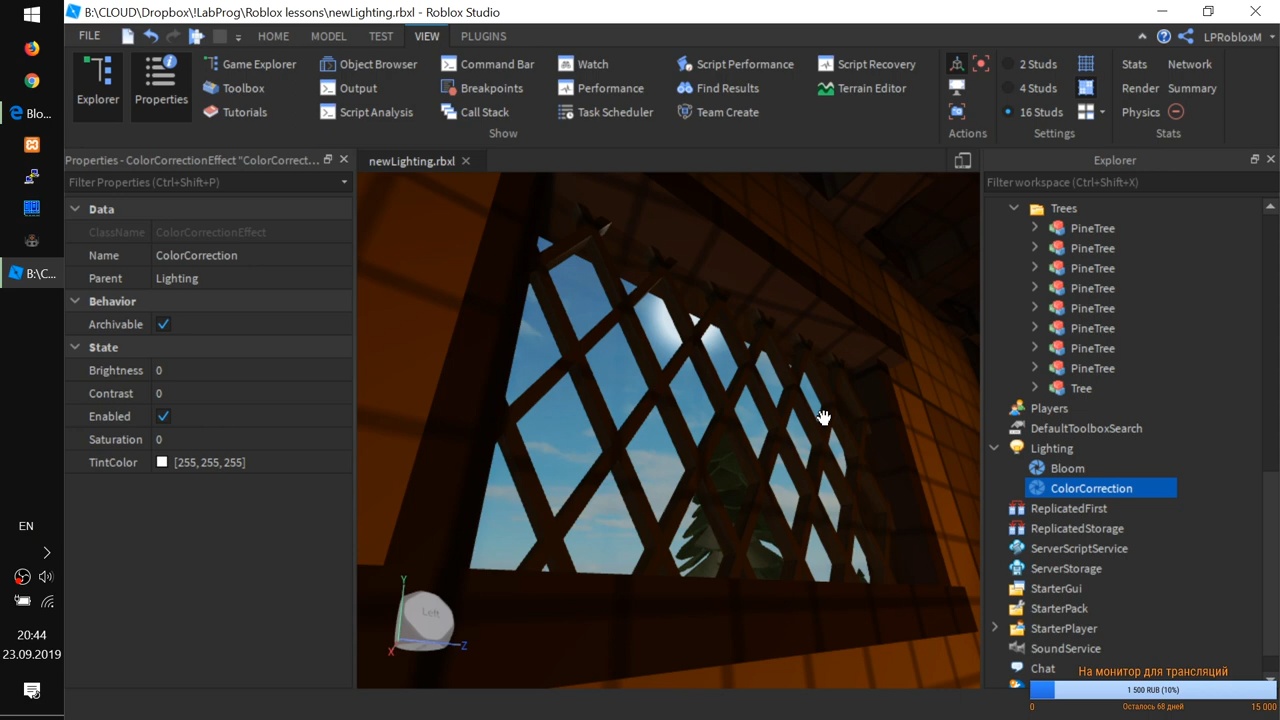 B:\CLOUD\Dropbox\!LabProg\Roblox lessons\newLighting.rbxl - Roblox Studio
FILE HOME MODEL TEST VIEW PLUGINS LPRobloxM
Explorer
Properties
Game Explorer
Toolbox
Tutorials
Object Browser
Output
Script Analysis
Command Bar
Breakpoints
Call Stack
Watch
Performance
Task Scheduler
Script Performance
Find Results
Team Create
Script Recovery
Terrain Editor
Show
Actions
2 Studs
4 Studs
16 Studs
Settings
Stats Network
Render Summary
Physics
Stats
Properties - ColorCorrectionEffect "ColorCorrect...
Filter Properties (Ctrl+Shift+P)
Data
ClassName ColorCorrectionEffect
Name ColorCorrection
Parent Lighting
Behavior
Archivable
State
Brightness 0
Contrast 0
Enabled
Saturation 0
TintColor [255, 255, 255]
newLighting.rbxl
Left
Y
X
Z
Explorer
Filter workspace (Ctrl+Shift+X)
Trees
PineTree
PineTree
PineTree
PineTree
PineTree
PineTree
PineTree
PineTree
Tree
Players
DefaultToolboxSearch
Lighting
Bloom
ColorCorrection
ReplicatedFirst
ReplicatedStorage
ServerScriptService
ServerStorage
StarterGui
StarterPack
StarterPlayer
SoundService
Chat
На монитор для трансляций
1 500 RUB (10%)
0 Осталось 68 дней 15 000
Blo...
B:\C...
EN
20:44
23.09.2019